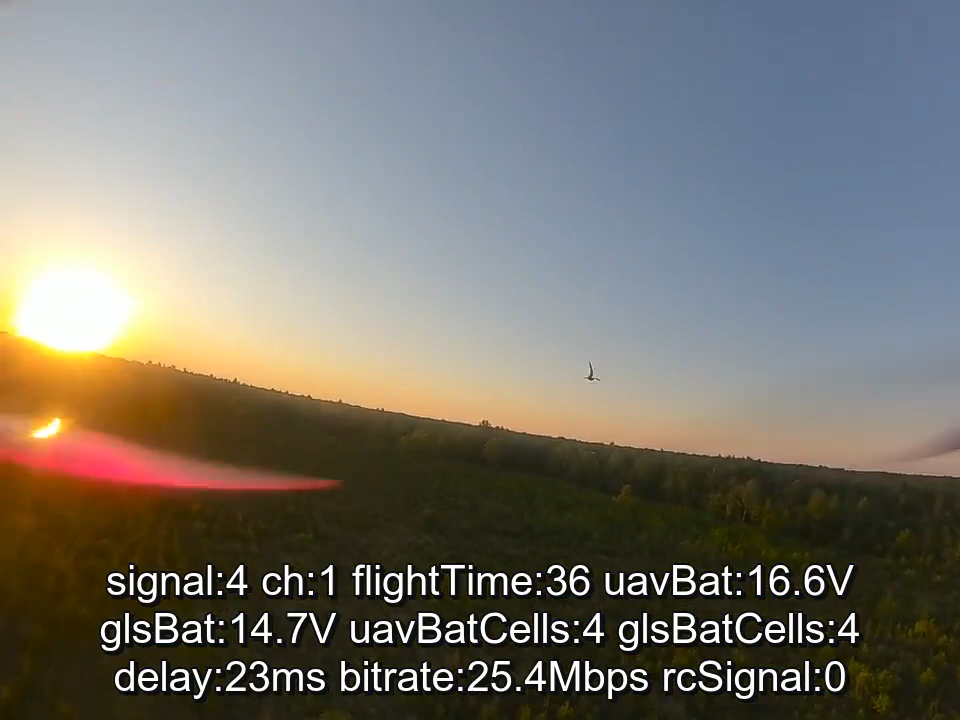 signal:4 ch:1 flightTime:36 uavBat:16.6V
glsBat:14.7V uavBatCells:4 glsBatCells:4
delay:23ms bitrate:25.4Mbps rcSignal:0